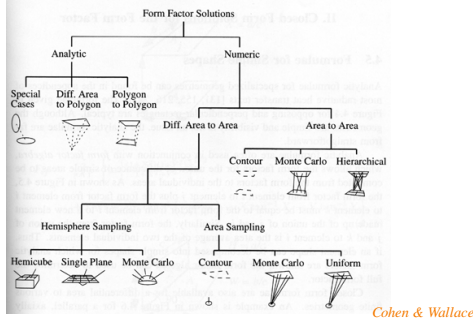 Form Factor Solutions
Analytic
Numeric
Special
Cases
Diff. Area
to Polygon
Polygon
to Polygon
Diff. Area to Area
Area to Area
Contour
Monte Carlo
Hierarchical
Hemisphere Sampling
Area Sampling
Hemicube
Single Plane
Monte Carlo
Contour
Monte Carlo
Uniform
Cohen & Wallace